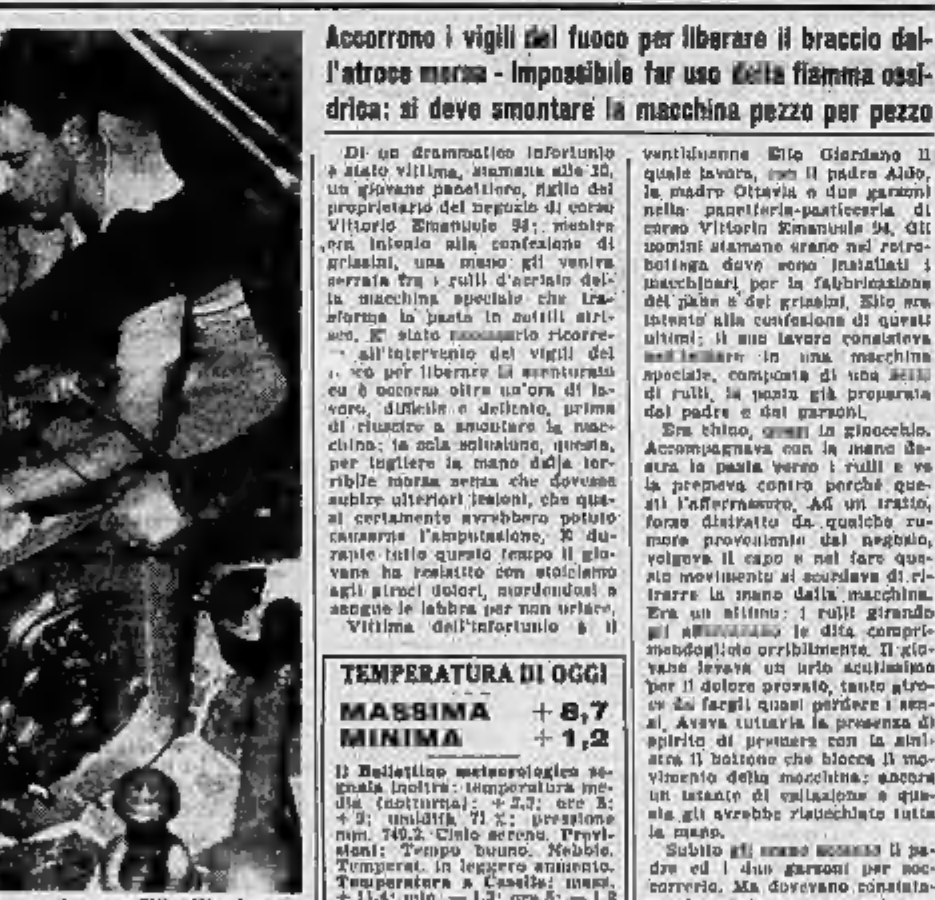 Accorrono i vigili del fuoco per liberare il braccio dal-
l'atroce morsa - Impossibile far uso della fiamma ossi-
drica: si deve smontare la macchina pezzo per pezzo
Di un drammatico infortunio
è stato vittima, stamane alle 10,
un giovane panettiere, figlio del
proprietario del negozio di corso
Vittorio Emanuele 94; mentre
era intento alla confezione di
grissini, una mano gli veniva
serrata fra i rulli d'acciaio del-
la macchina speciale che tra-
sforma la pasta in sottili stri-
sce. E' stato ricorre-
all'intervento dei vigili del
per liberare lo sventurato
ed è occorsa oltre un'ora di la-
voro, difficile e delicato, prima
di riuscire a smontare la mac-
china: la sola soluzione, questa,
per togliere la mano dalla ter-
ribile morsa senza che dovesse
subire ulteriori lesioni, che qua-
si certamente avrebbero potuto
causarne l'amputazione. E du-
rante tutto questo tempo il gio-
vane ha resistito con stoicismo
agli atroci dolori, mordendosi a
sangue le labbra per non urlare.
Vittima dell'infortunio è il
TEMPERATURA DI OGGI
MASSIMA + 8,7
MINIMA + 1,2
Il Bollettino meteorologico se-
gnala inoltre: temperatura me-
dia (notturna): + 2,7; ore 8:
+ 2; umidità 71 %; pressione
mm. 740,2. Cielo sereno. Previ-
sioni: Tempo buono. Nebbie.
Temperat. in leggero aumento.
Temperatura a Caselle: mass.
ventiduenne Elio Giordano il
quale lavora, con il padre Aldo,
la madre Ottavia e due garzoni
nella panetteria-pasticceria di
corso Vittorio Emanuele 94. Gli
uomini stamane erano nel retro-
bottega dove sono installati i
macchinari per la fabbricazione
del pane e dei grissini. Elio era
intento alla confezione di questi
ultimi: il suo lavoro consisteva
in una macchina
speciale, composta di una
di rulli, la pasta già preparata
dal padre e dai garzoni.
Era chino, in ginocchio.
Accompagnava con la mano de-
stra la pasta verso i rulli e ve
la premeva contro perché que-
sti l'afferrassero. Ad un tratto,
forse distratto da qualche ru-
more proveniente dal negozio,
volgeva il capo e nel fare que-
sto movimento si scordava di ri-
trarre la mano dalla macchina.
Era un attimo: i rulli girando
gli le dita compri-
mendogliele orribilmente. Il gio-
vane levava un urlo acutissimo
per il dolore provato, tanto atro-
ce da fargli quasi perdere i sen-
si. Aveva tuttavia la presenza di
spirito di premere con la sini-
stra il bottone che blocca il mo-
vimento della macchina: ancora
un istante di esitazione e que-
sta gli avrebbe risucchiato tutta
la mano.
Subito il pa-
dre ed i due garzoni per soc-
correrlo. Ma dovevano constata-